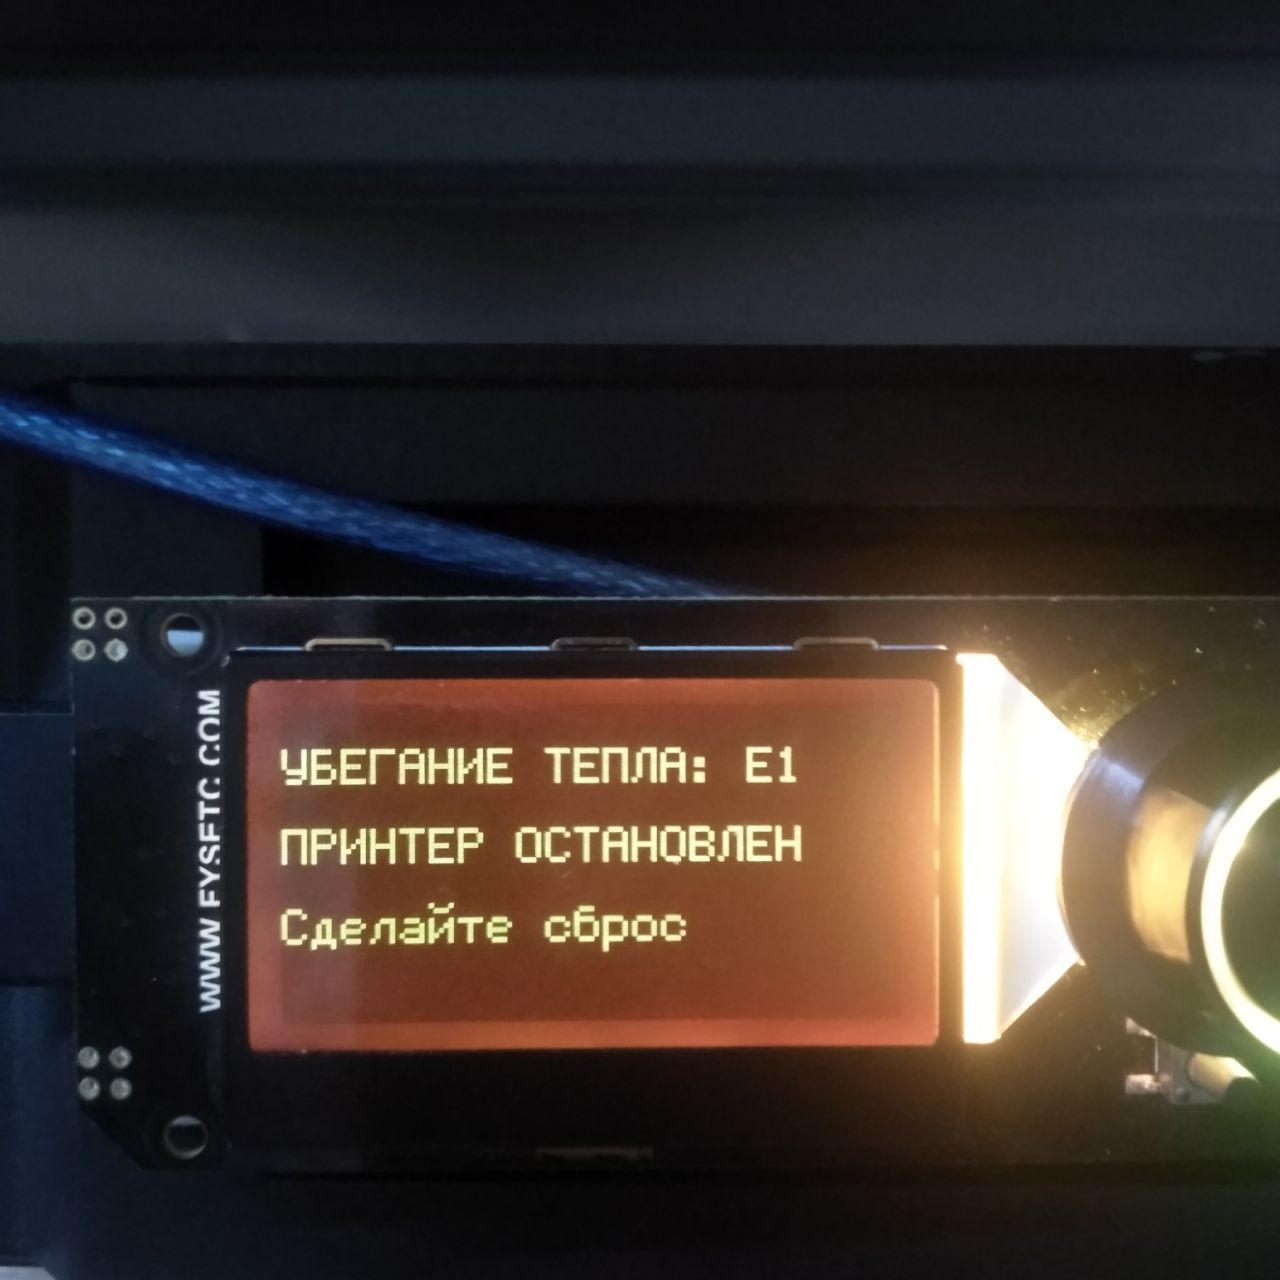 WWW.FYSETC.COM
УБЕГАНИЕ ТЕПЛА: E1
ПРИНТЕР ОСТАНОВЛЕН
Сделайте сброс